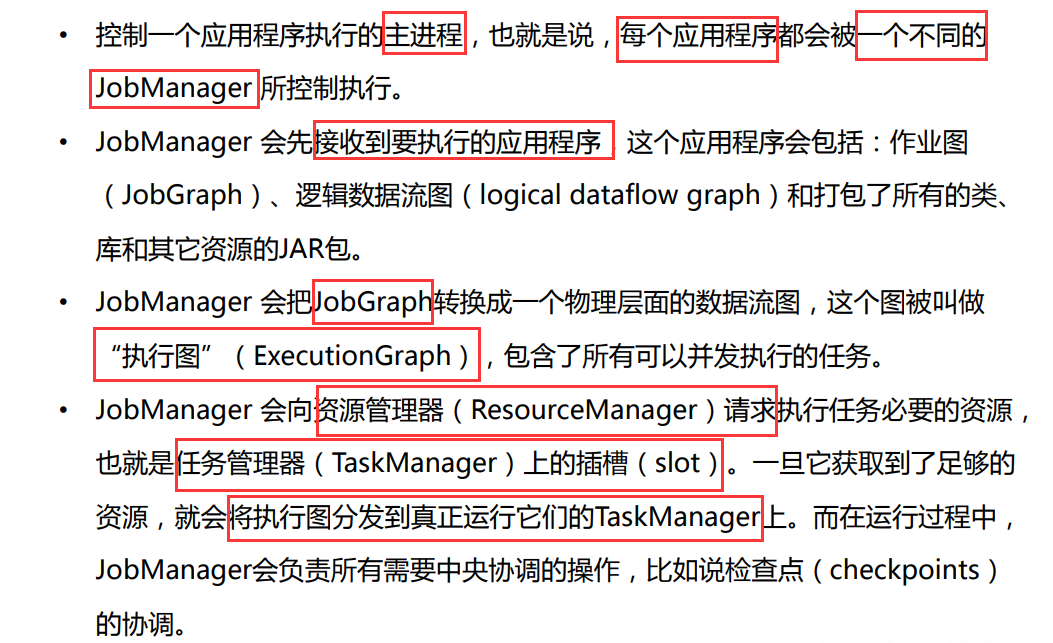 • 控制一个应用程序执行的主进程，也就是说，每个应用程序都会被一个不同的
JobManager 所控制执行。
• JobManager 会先接收到要执行的应用程序，这个应用程序会包括：作业图
（JobGraph）、逻辑数据流图（logical dataflow graph）和打包了所有的类、
库和其它资源的JAR包。
• JobManager 会把JobGraph转换成一个物理层面的数据流图，这个图被叫做
“执行图”（ExecutionGraph），包含了所有可以并发执行的任务。
• JobManager 会向资源管理器（ResourceManager）请求执行任务必要的资源，
也就是任务管理器（TaskManager）上的插槽（slot）。一旦它获取到了足够的
资源，就会将执行图分发到真正运行它们的TaskManager上。而在运行过程中，
JobManager会负责所有需要中央协调的操作，比如说检查点（checkpoints）
的协调。